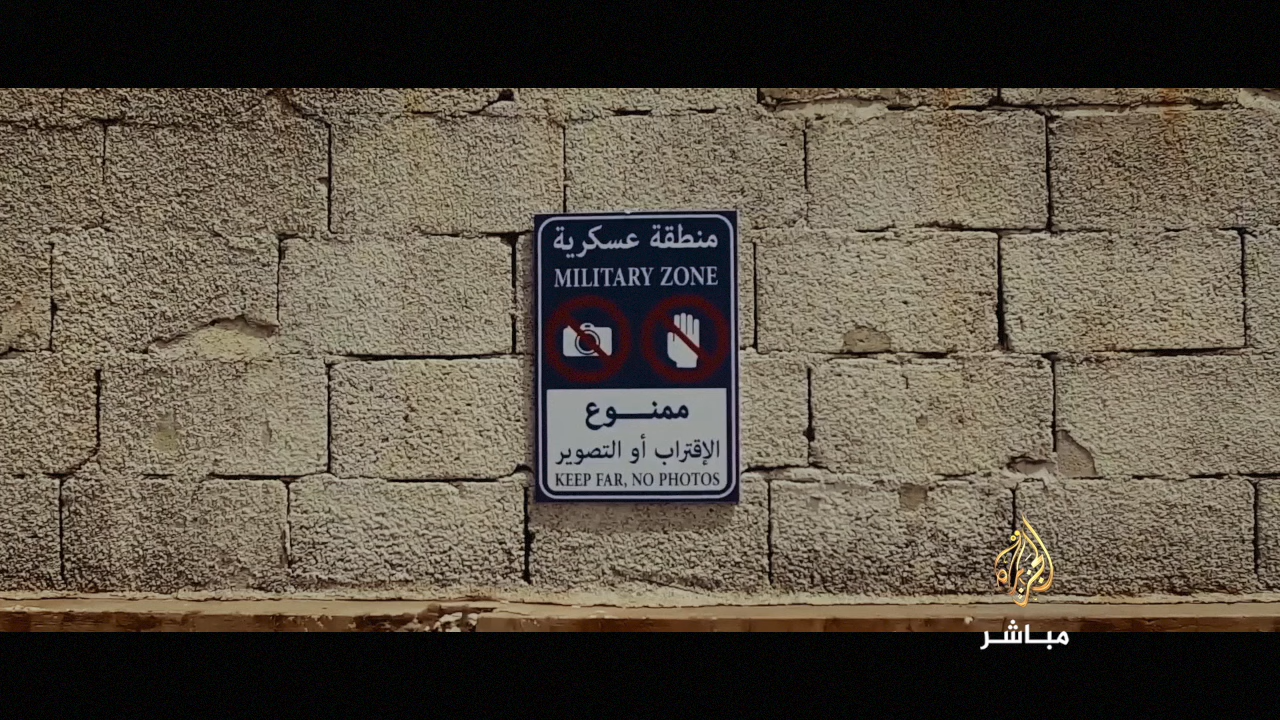 منطقة عسكرية
MILITARY ZONE
ممنـــوع
الإقتراب أو التصوير
KEEP FAR, NO PHOTOS
الجزيرة
مباشر